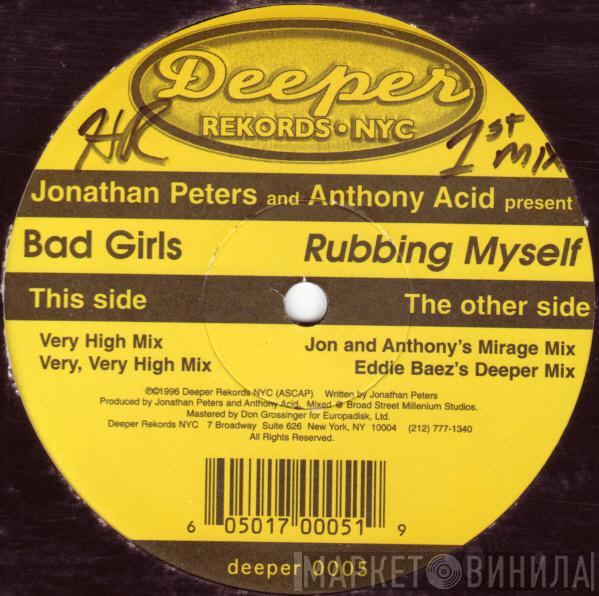 Deeper
REKORDS • NYC
HR
1ST MIX
Jonathan Peters and Anthony Acid present
Bad Girls
Rubbing Myself
This side
The other side
Very High Mix
Very, Very High Mix
Jon and Anthony's Mirage Mix
Eddie Baez's Deeper Mix
℗©1996 Deeper Rekords NYC (ASCAP) Written by Jonathan Peters
Produced by Jonathan Peters and Anthony Acid. Mixed @ Broad Street Millenium Studios.
Mastered by Don Grossinger for Europadisk, Ltd.
Deeper Rekords NYC 7 Broadway Suite 626 New York, NY 10004 (212) 777-1340
All Rights Reserved.
6 05017 00051 9
deeper 0005
МАРКЕТ ВИНИЛА